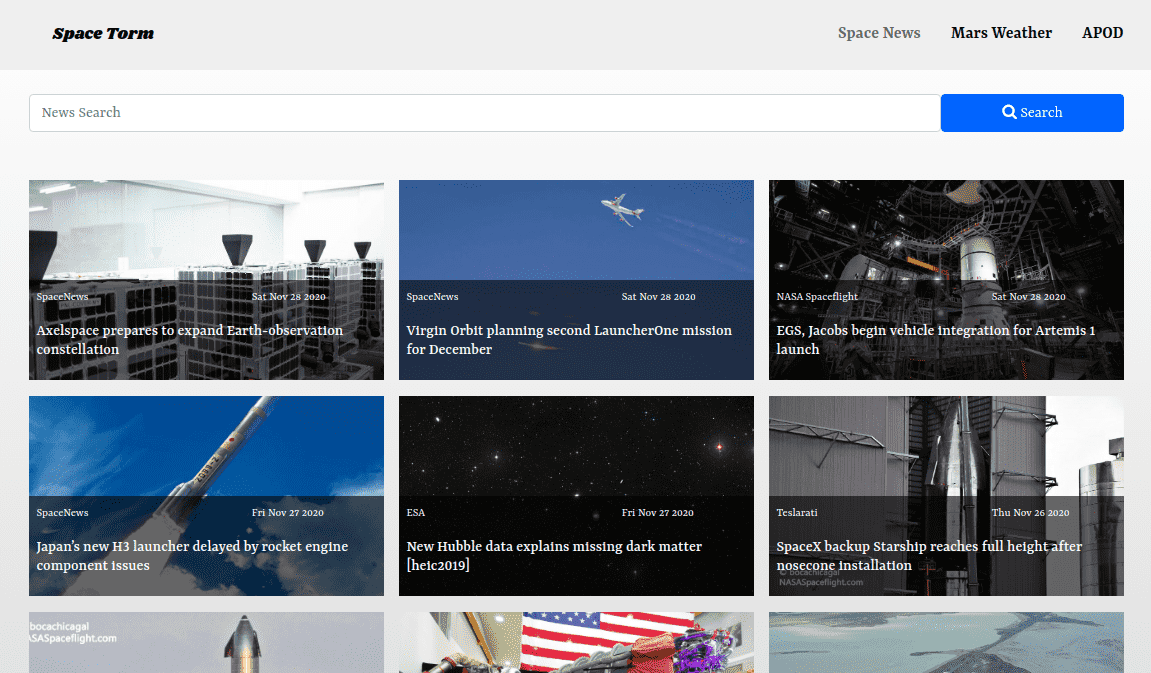 Space Torm
Space News
Mars Weather
APOD
News Search
Search
SpaceNews
Sat Nov 28 2020
Axelspace prepares to expand Earth-observation
constellation
SpaceNews
Sat Nov 28 2020
Virgin Orbit planning second LauncherOne mission
for December
NASA Spaceflight
Sat Nov 28 2020
EGS, Jacobs begin vehicle integration for Artemis 1
launch
SpaceNews
Fri Nov 27 2020
Japan’s new H3 launcher delayed by rocket engine
component issues
ESA
Fri Nov 27 2020
New Hubble data explains missing dark matter
[heic2019]
Teslarati
Thu Nov 26 2020
SpaceX backup Starship reaches full height after
nosecone installation
© bocachicagal
NASASpaceflight.com
bocachicagal
ASASpaceflight.com